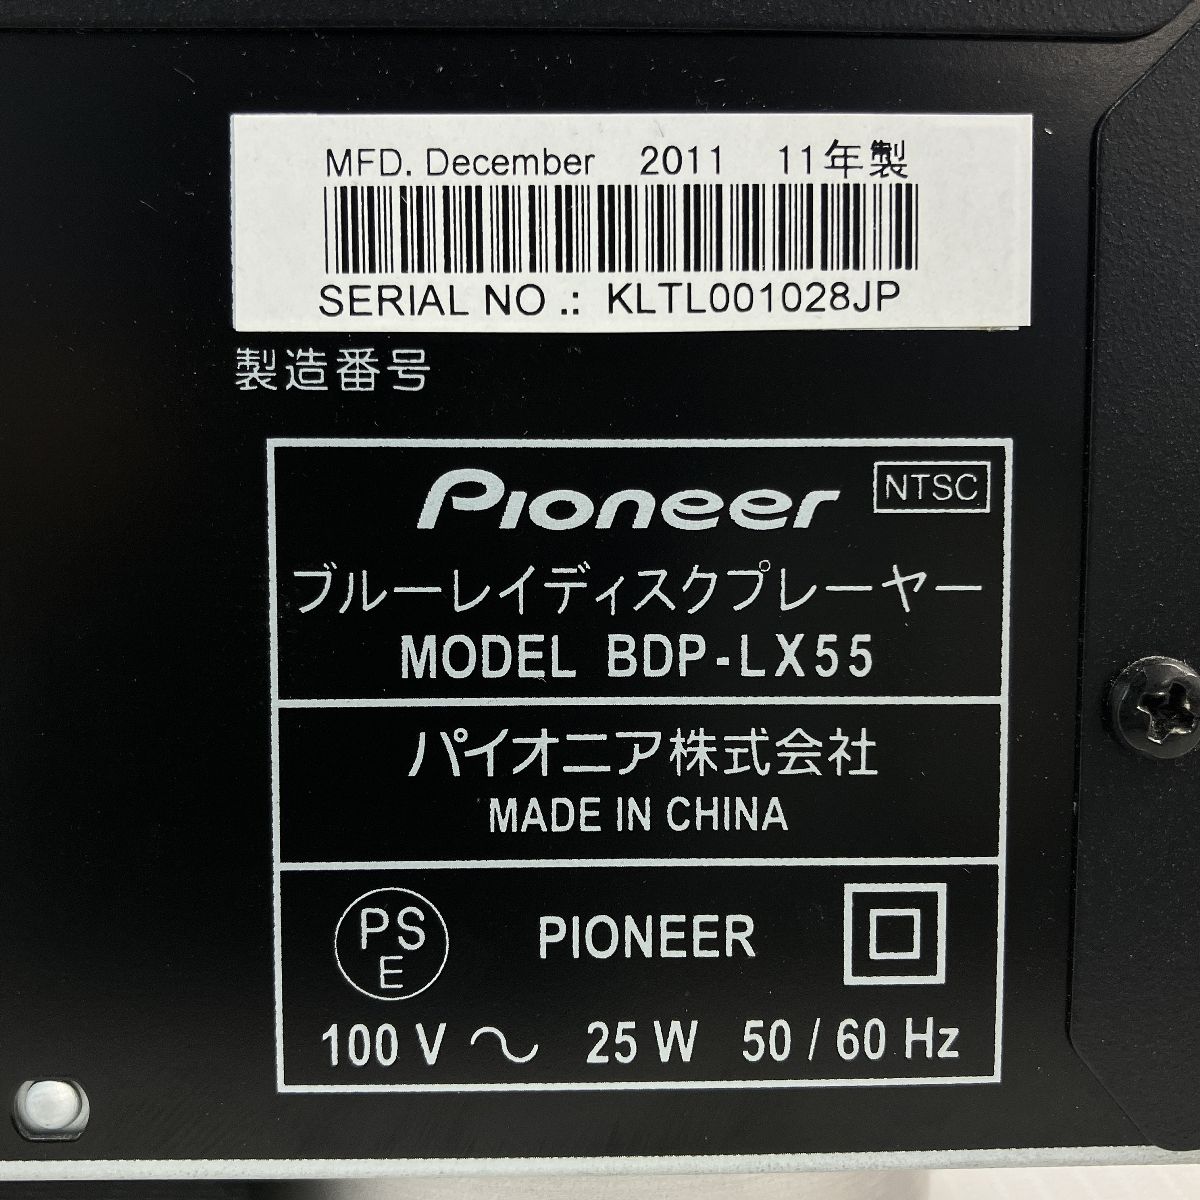 MFD. December 2011 11年製
SERIAL NO .: KLTL001028JP
製造番号
Pioneer NTSC
ブルーレイディスクプレーヤー
MODEL BDP-LX55
パイオニア株式会社
MADE IN CHINA
PS
E
PIONEER
100 V ～ 25 W 50 / 60 Hz